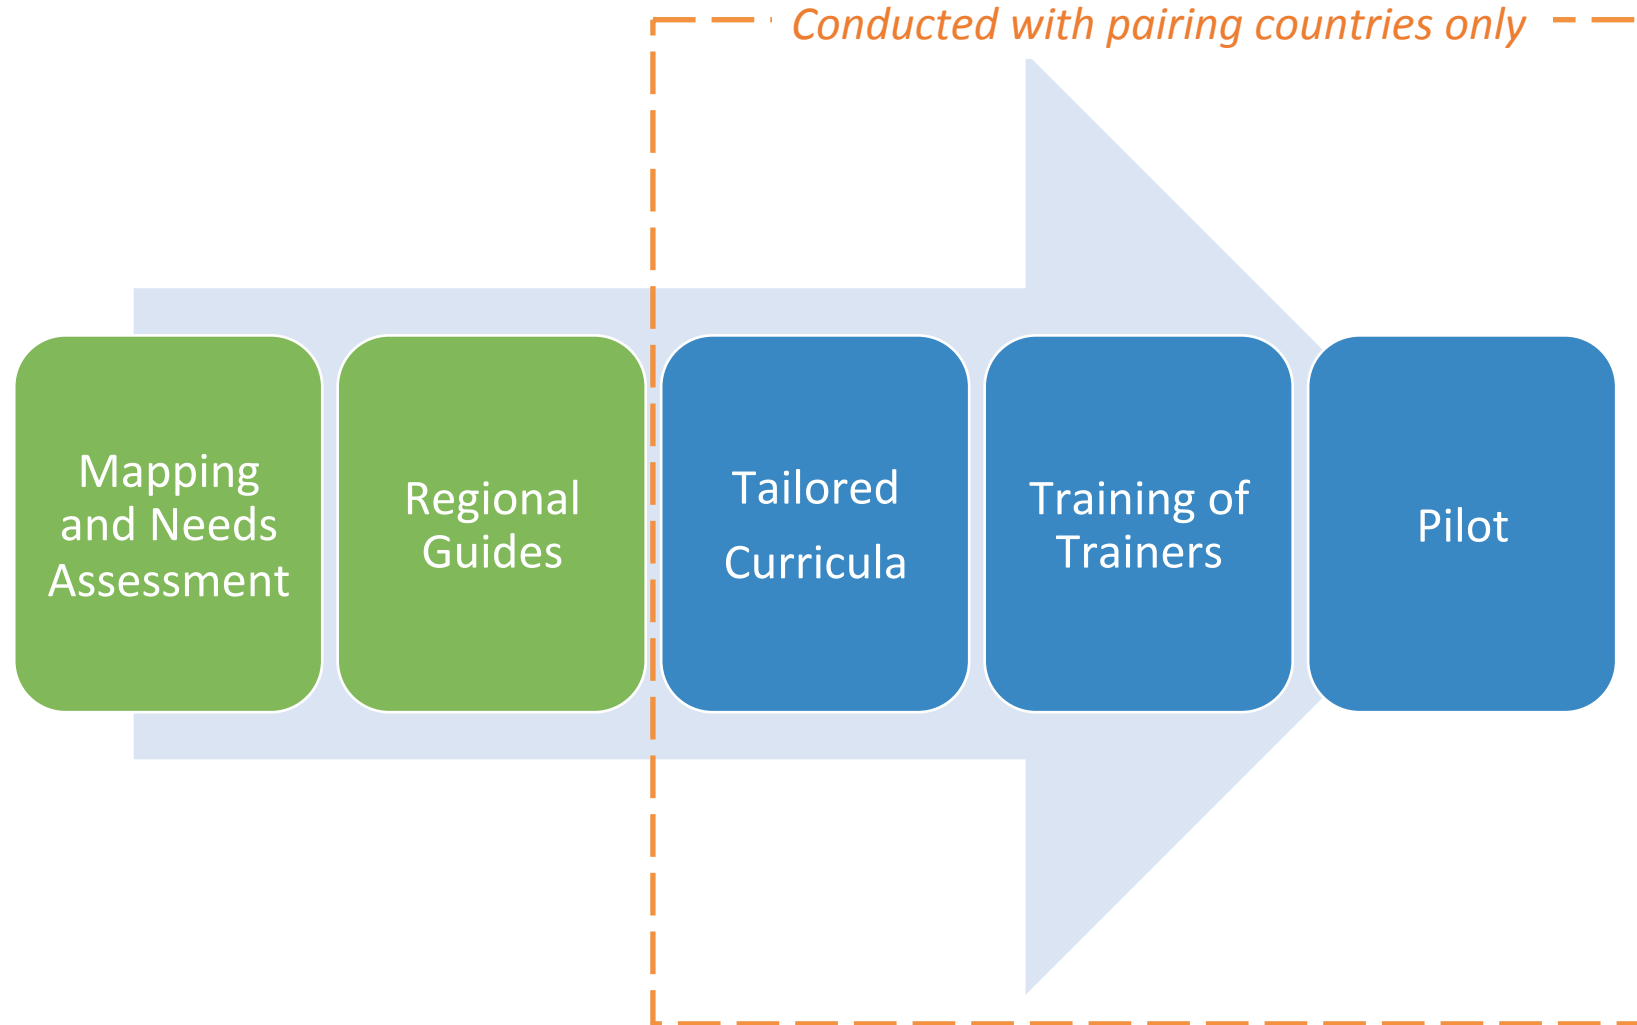 Conducted with pairing countries only
Mapping
and Needs
Assessment
Regional
Guides
Tailored
Curricula
Training of
Trainers
Pilot